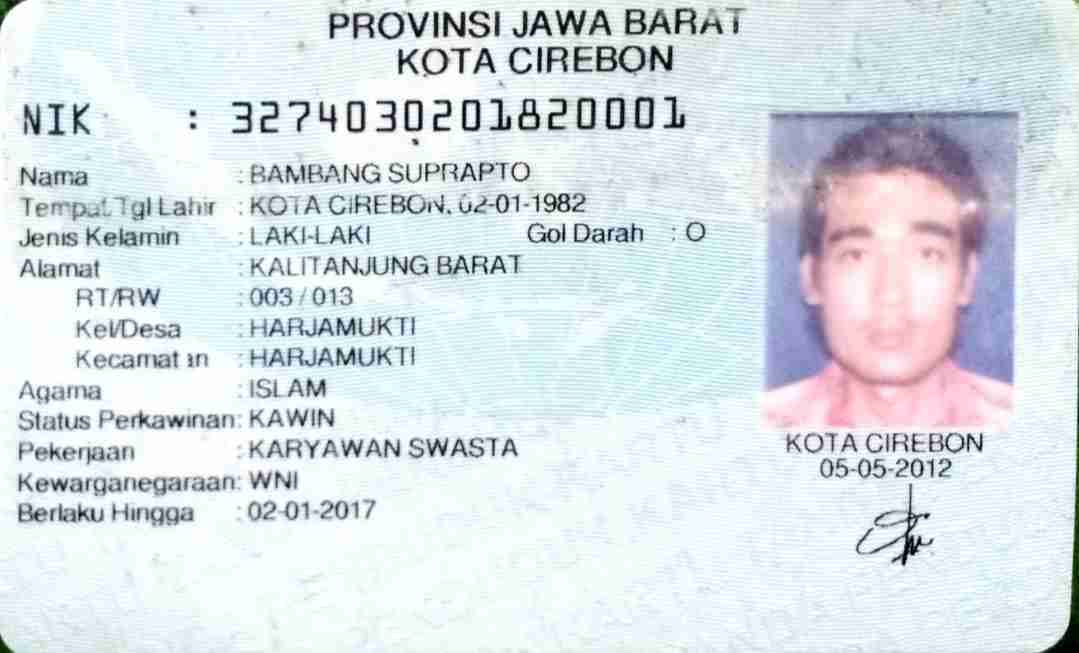 PROVINSI JAWA BARAT
KOTA CIREBON
NIK : 3274030201820001
Nama : BAMBANG SUPRAPTO
Tempat Tgl Lahir : KOTA CIREBON, 02-01-1982
Jenis Kelamin : LAKI-LAKI Gol Darah : O
Alamat : KALITANJUNG BARAT
RT/RW : 003 / 013
Kel/Desa : HARJAMUKTI
Kecamatan : HARJAMUKTI
Agama : ISLAM
Status Perkawinan: KAWIN
Pekerjaan : KARYAWAN SWASTA
Kewarganegaraan: WNI
Berlaku Hingga : 02-01-2017
KOTA CIREBON
05-05-2012